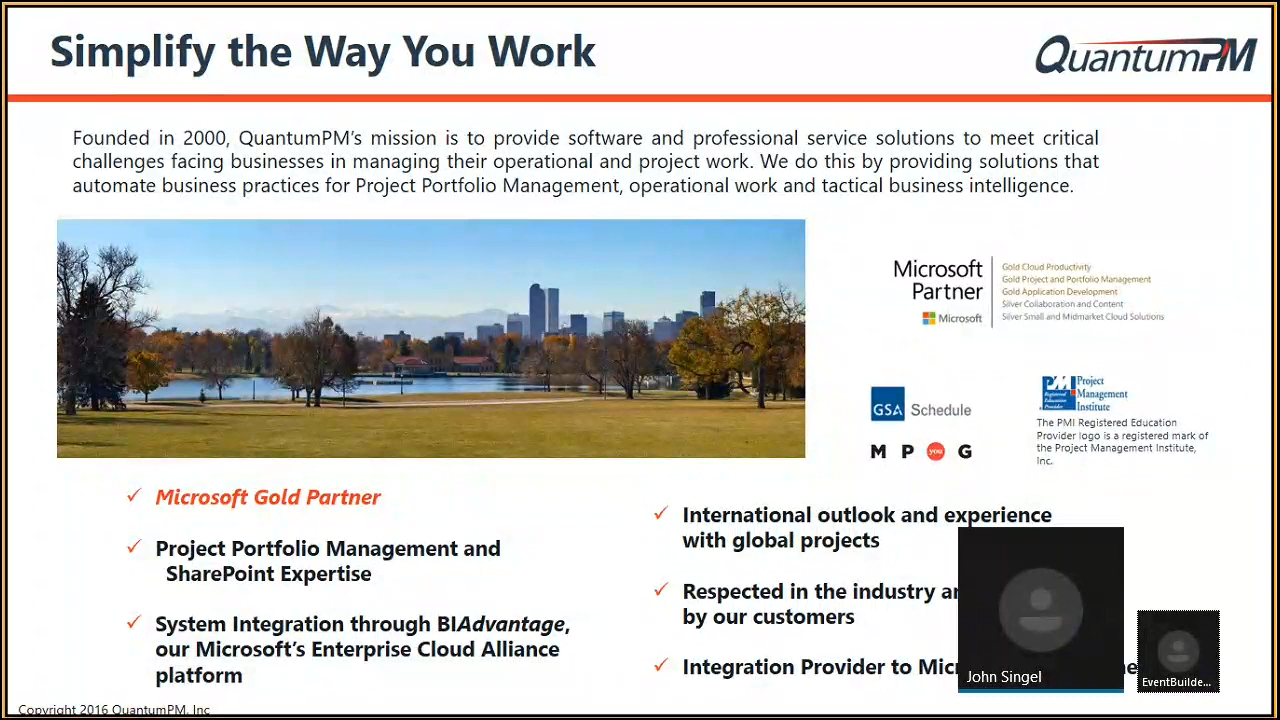 Simplify the Way You Work
QuantumPM
Founded in 2000, QuantumPM's mission is to provide software and professional service solutions to meet critical
challenges facing businesses in managing their operational and project work. We do this by providing solutions that
automate business practices for Project Portfolio Management, operational work and tactical business intelligence.
Microsoft
Partner
Microsoft
Gold Cloud Productivity
Gold Project and Portfolio Management
Gold Application Development
Silver Collaboration and Content
Silver Small and Midmarket Cloud Solutions
GSA Schedule
MP you G
PM Project
Registered Management
Education Institute
Provider
The PMI Registered Education
Provider logo is a registered mark of
the Project Management Institute,
Inc.
✓ Microsoft Gold Partner
✓ Project Portfolio Management and
SharePoint Expertise
✓ System Integration through BIAdvantage,
our Microsoft's Enterprise Cloud Alliance
platform
✓ International outlook and experience
with global projects
✓ Respected in the industry
by our customers
✓ Integration Provider to
John Singel
EventBuilde...
Copyright 2016 QuantumPM, Inc